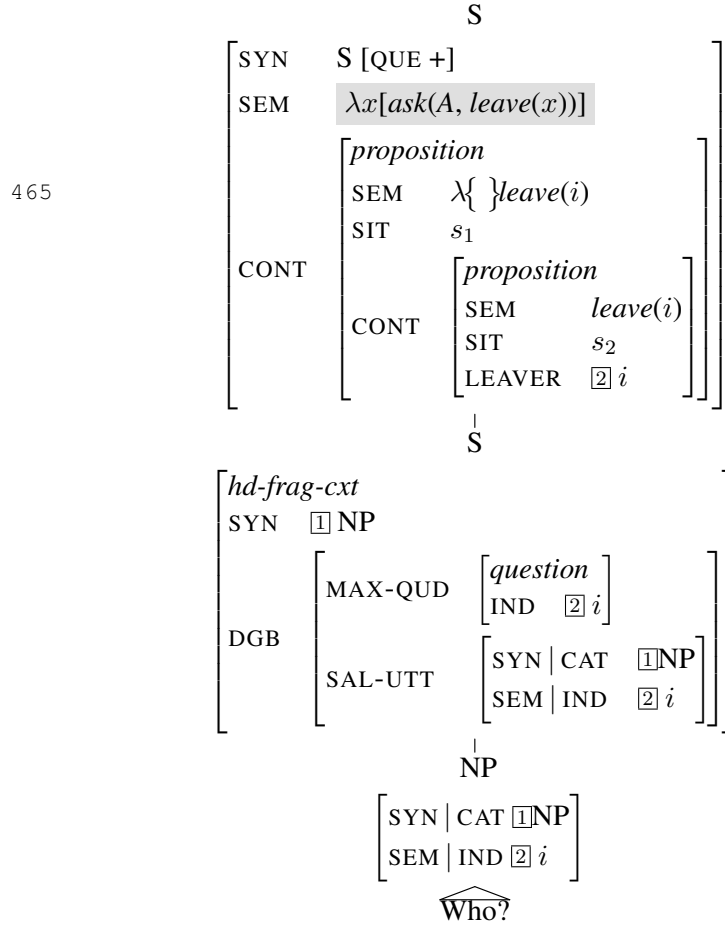 S
SYN S [QUE +]
SEM λx[ask(A, leave(x))]
proposition
465
SEM λ{ }leave(i)
SIT s₁
CONT
proposition
SEM leave(i)
CONT
SIT s₂
LEAVER 2 i
S
hd-frag-cxt
SYN 1 NP
question
MAX-QUD
IND 2 i
DGB
SYN | CAT 1NP
SAL-UTT
SEM | IND 2 i
NP
SYN | CAT 1NP
SEM | IND 2 i
Who?